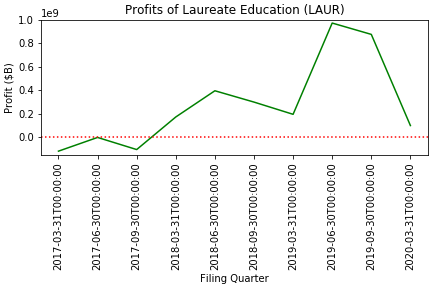 Profits of Laureate Education (LAUR)
1e9
1.0
0.8
0.6
0.4
0.2
0.0
Profit ($B)
2017-03-31T00:00:00
2017-06-30T00:00:00
2017-09-30T00:00:00
2018-03-31T00:00:00
2018-06-30T00:00:00
2018-09-30T00:00:00
2019-03-31T00:00:00
2019-06-30T00:00:00
2019-09-30T00:00:00
2020-03-31T00:00:00
Filing Quarter